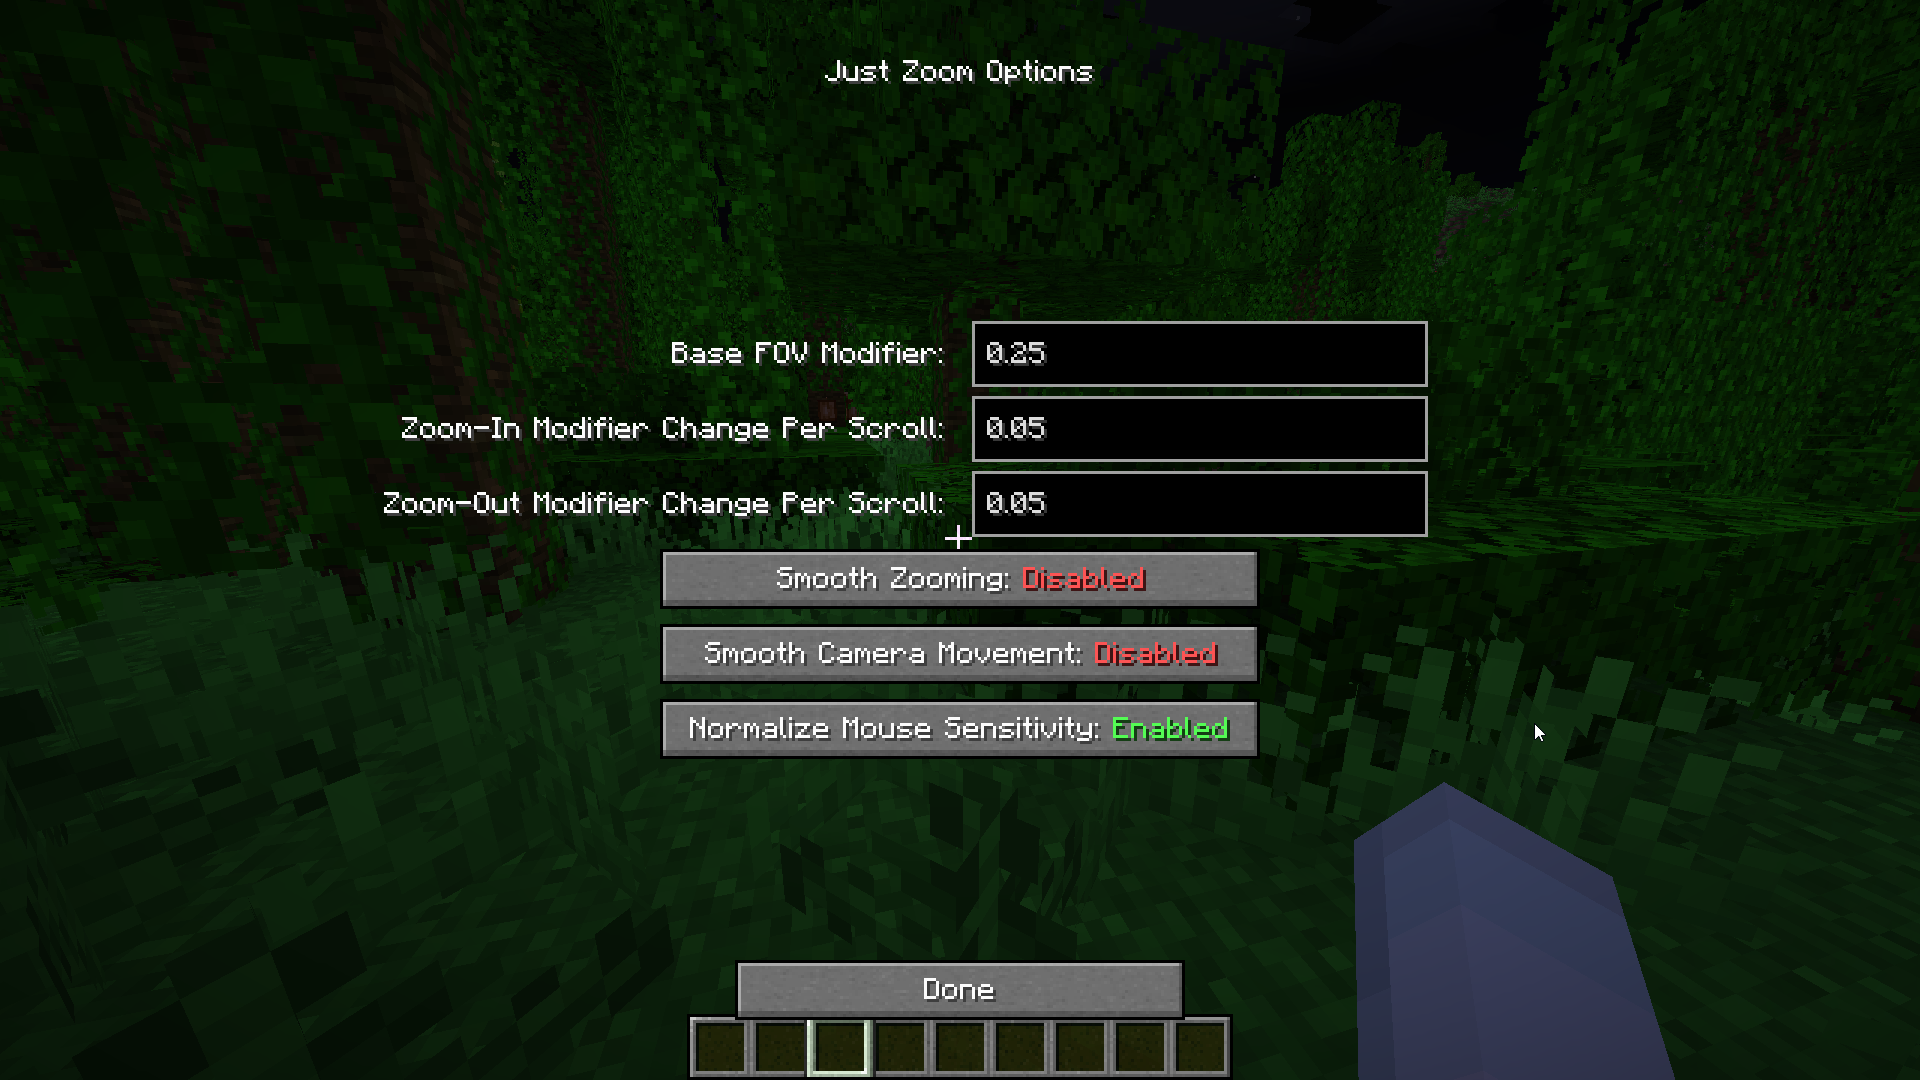 Just Zoom Options
Base FOV Modifier: 0.25
Zoom-In Modifier Change Per Scroll: 0.05
Zoom-Out Modifier Change Per Scroll: 0.05
Smooth Zooming: Disabled
Smooth Camera Movement: Disabled
Normalize Mouse Sensitivity: Enabled
Done